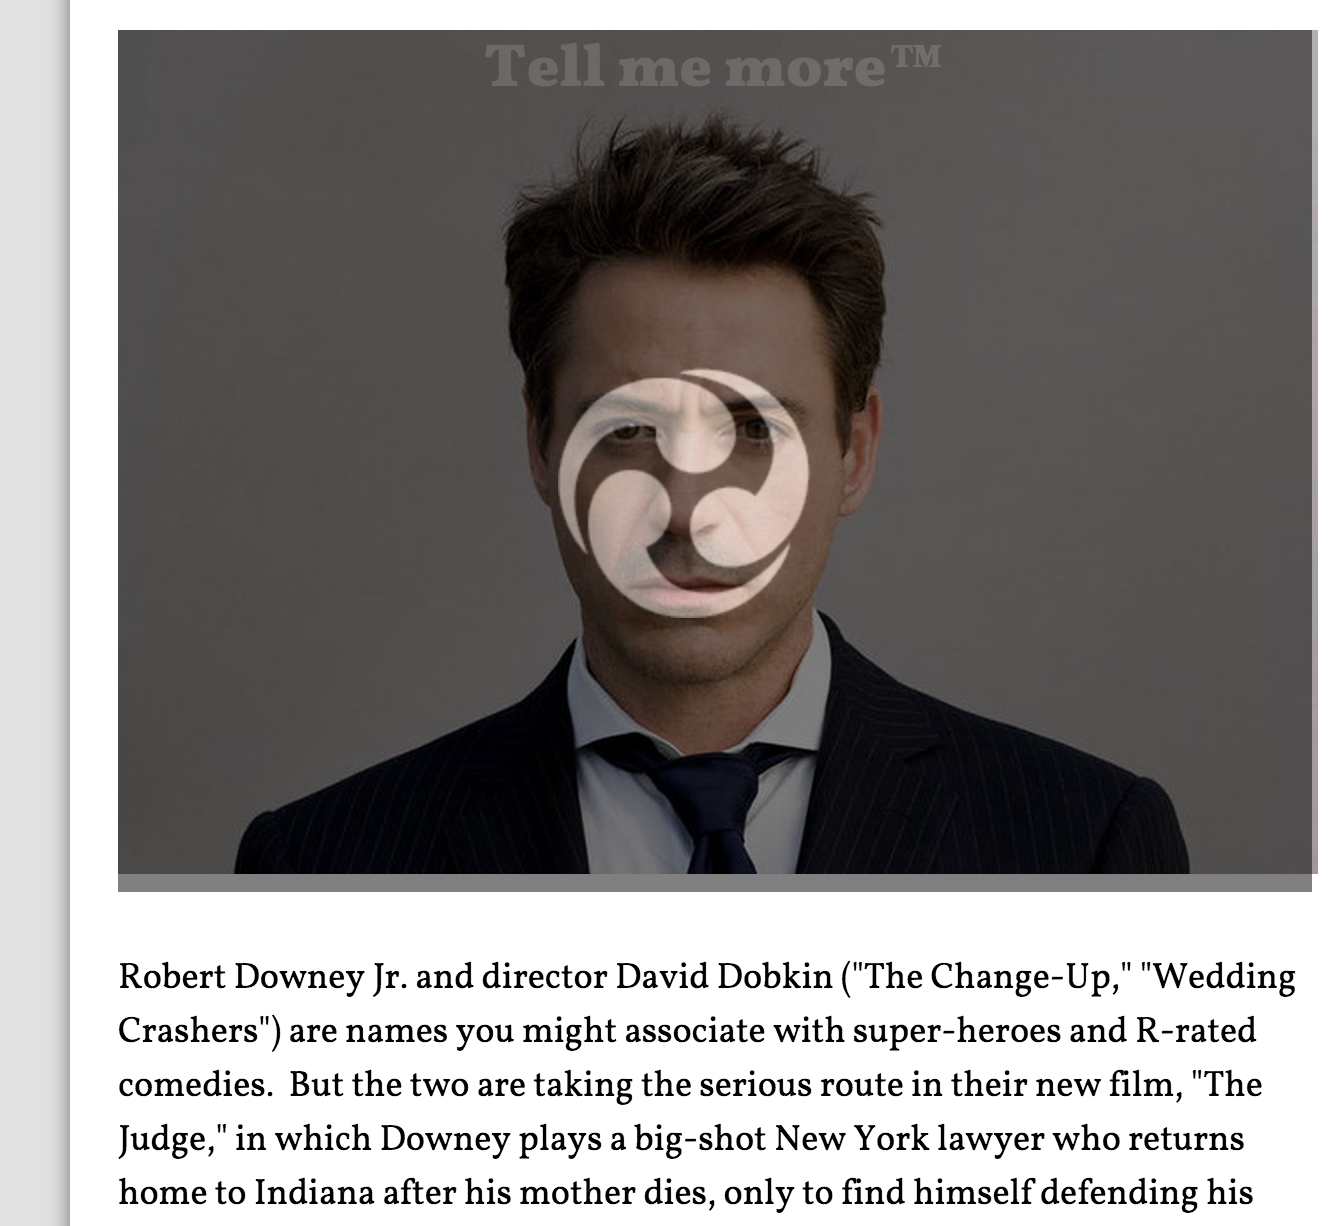 Tell me more™
Robert Downey Jr. and director David Dobkin ("The Change-Up," "Wedding
Crashers") are names you might associate with super-heroes and R-rated
comedies.  But the two are taking the serious route in their new film, "The
Judge," in which Downey plays a big-shot New York lawyer who returns
home to Indiana after his mother dies, only to find himself defending his